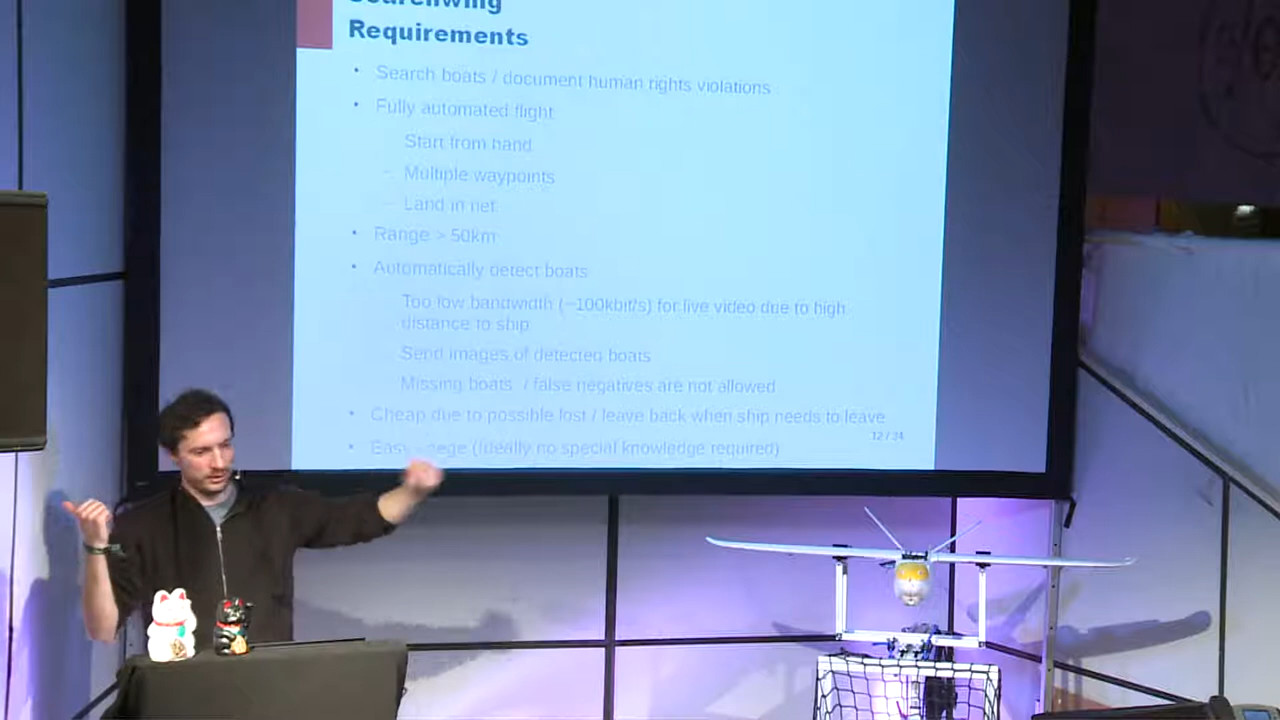 Searchwing
Requirements
• Search boats / document human rights violations
• Fully automated flight
Start from hand
– Multiple waypoints
– Land in net
• Range > 50km
• Automatically detect boats
Too low bandwidth (~100kbit/s) for live video due to high
distance to ship
Send images of detected boats
Missing boats / false negatives are not allowed
• Cheap due to possible lost / leave back when ship needs to leave
12 / 34
• Easy (Ideally no special knowledge required)